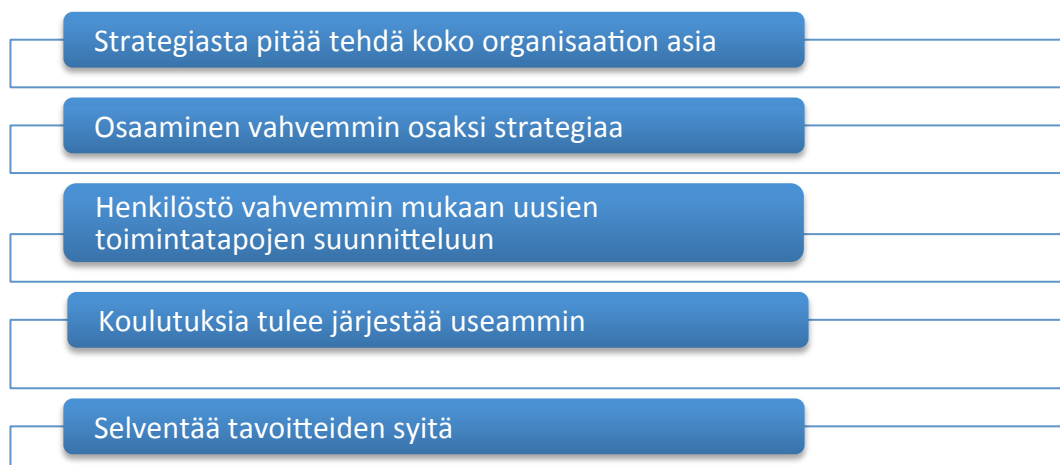 Strategiasta pitää tehdä koko organisaation asia
Osaaminen vahvemmin osaksi strategiaa
Henkilöstö vahvemmin mukaan uusien
toimintatapojen suunnitteluun
Koulutuksia tulee järjestää useammin
Selventää tavoitteiden syitä